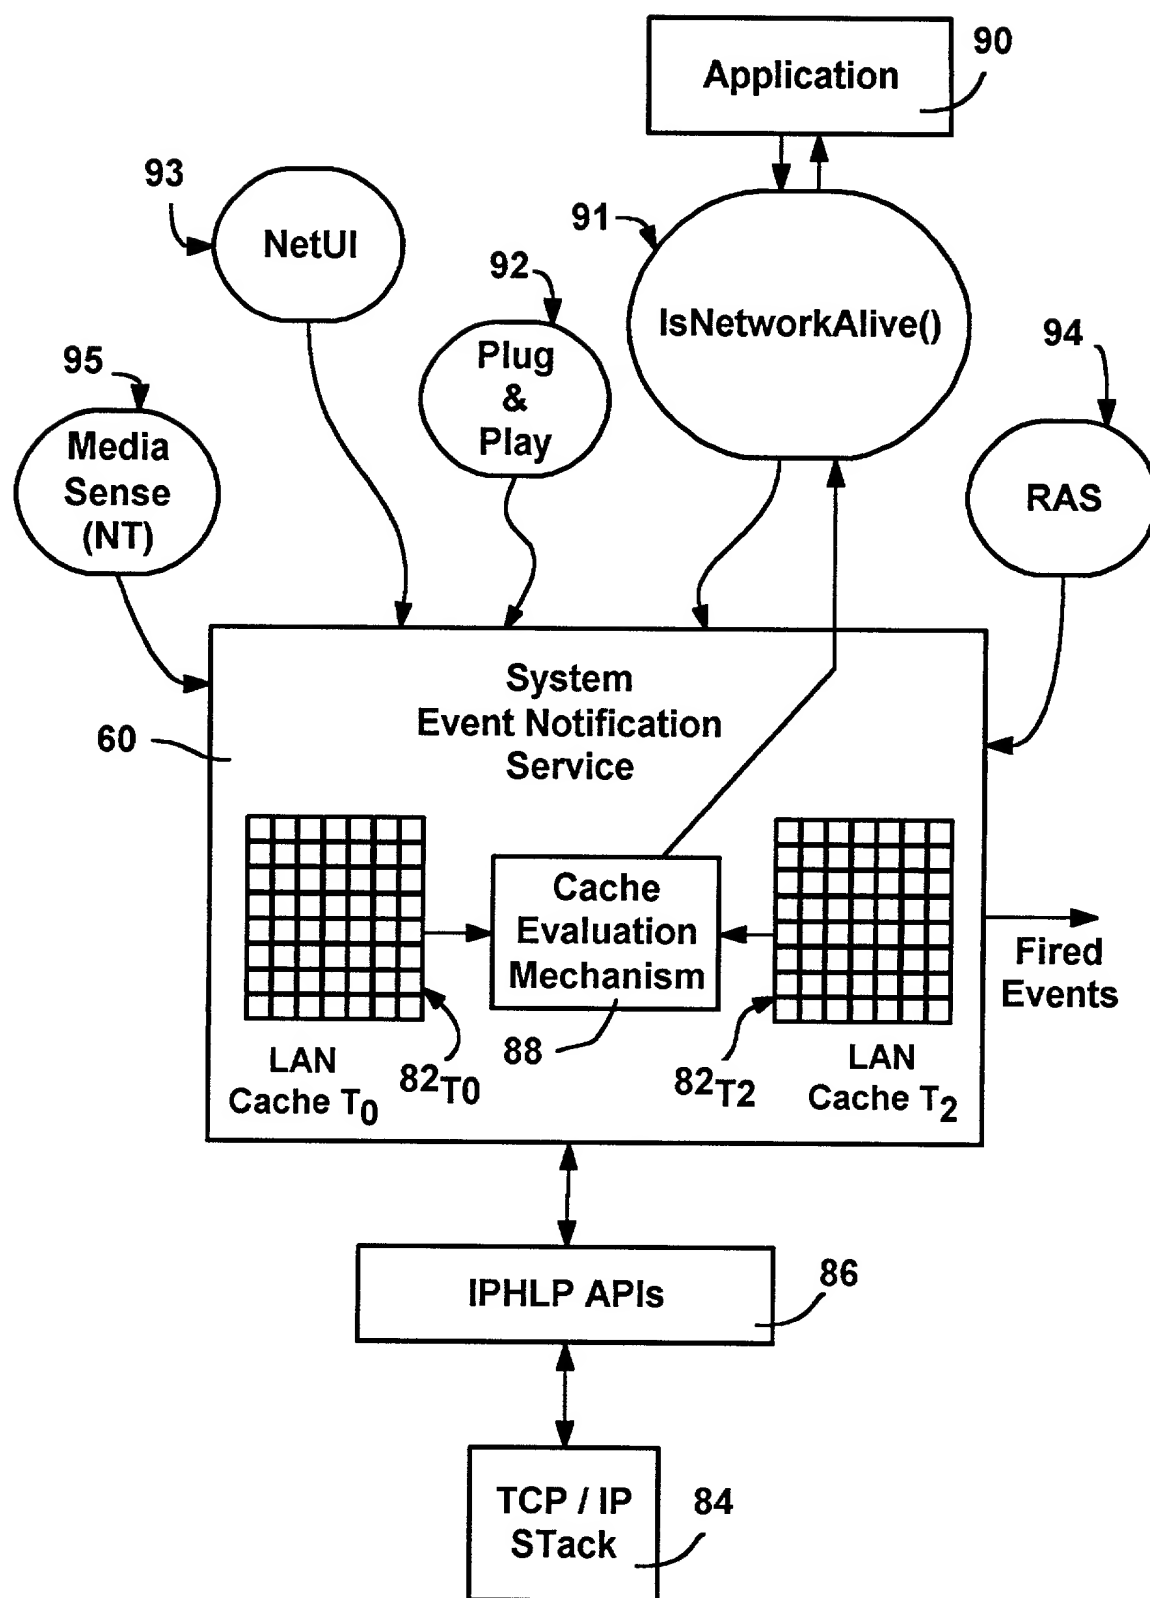 90
Application
93
NetUI
91
IsNetworkAlive()
92
Plug
&
Play
94
RAS
95
Media
Sense
(NT)
60
System
Event Notification
Service
Cache
Evaluation
Mechanism
88
LAN
Cache T0
82T0
82T2
LAN
Cache T2
Fired
Events
IPHLP APIs
86
TCP / IP
STack
84